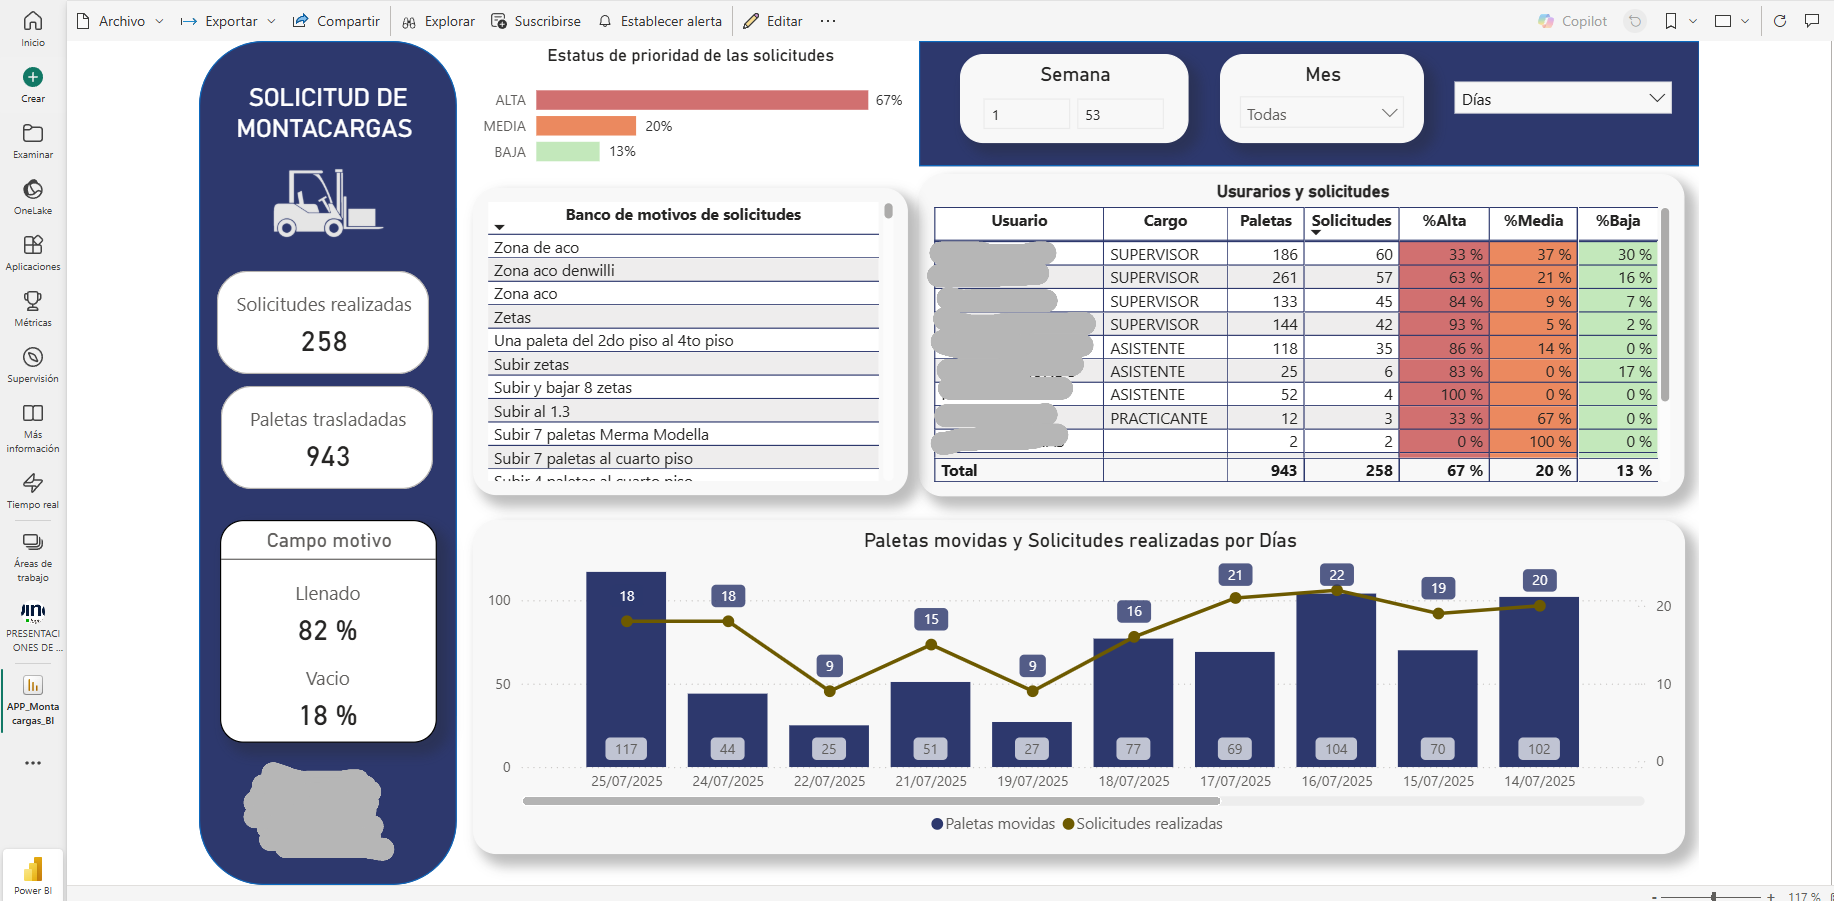 Archivo
Exportar
Compartir
Explorar
Suscribirse
Establecer alerta
Editar
Copilot
Inicio
Crear
Examinar
OneLake
Aplicaciones
Métricas
Supervisión
Más
información
Tiempo real
Áreas de
trabajo
PRESENTACI
ONES DE ...
APP_Monta
cargas_BI
Power BI
SOLICITUD DE
MONTACARGAS
Solicitudes realizadas
258
Paletas trasladadas
943
Campo motivo
Llenado
82 %
Vacio
18 %
Estatus de prioridad de las solicitudes
ALTA 67%
MEDIA 20%
BAJA 13%
Semana
1 53
Mes
Todas
Días
Banco de motivos de solicitudes
Zona de aco
Zona aco denwilli
Zona aco
Zetas
Una paleta del 2do piso al 4to piso
Subir zetas
Subir y bajar 8 zetas
Subir al 1.3
Subir 7 paletas Merma Modella
Subir 7 paletas al cuarto piso
Subir 4 paletas al cuarto piso
Usurarios y solicitudes
Usuario Cargo Paletas Solicitudes %Alta %Media %Baja
SUPERVISOR 186 60 33 % 37 % 30 %
SUPERVISOR 261 57 63 % 21 % 16 %
SUPERVISOR 133 45 84 % 9 % 7 %
SUPERVISOR 144 42 93 % 5 % 2 %
ASISTENTE 118 35 86 % 14 % 0 %
ASISTENTE 25 6 83 % 0 % 17 %
ASISTENTE 52 4 100 % 0 % 0 %
PRACTICANTE 12 3 33 % 67 % 0 %
2 2 0 % 100 % 0 %
Total 943 258 67 % 20 % 13 %
Paletas movidas y Solicitudes realizadas por Días
100
50
0
20
10
0
18 18 9 15 9 16 21 22 19 20
117 44 25 51 27 77 69 104 70 102
25/07/2025 24/07/2025 22/07/2025 21/07/2025 19/07/2025 18/07/2025 17/07/2025 16/07/2025 15/07/2025 14/07/2025
Paletas movidas Solicitudes realizadas
- + 117 %